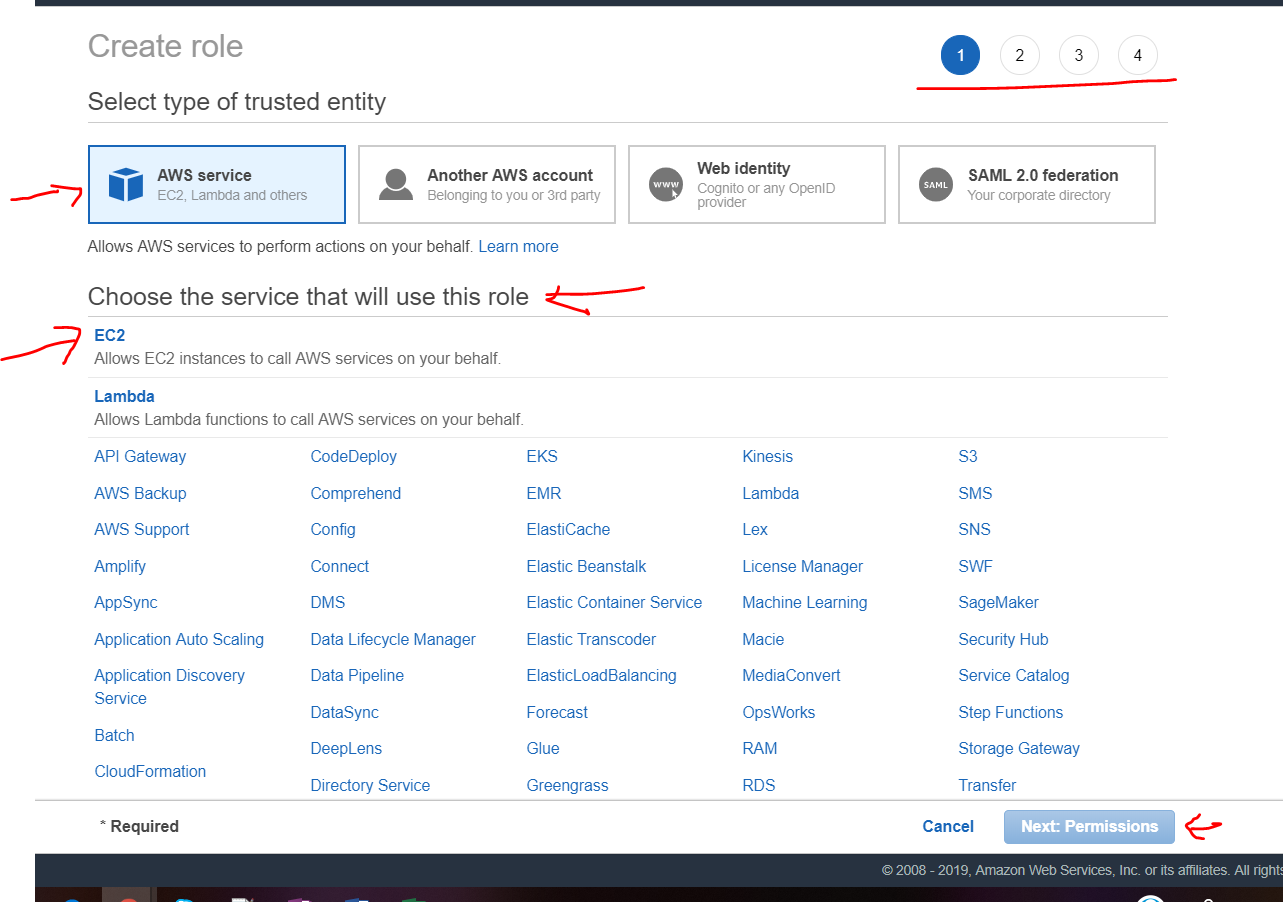 Create role
1 2 3 4
Select type of trusted entity
AWS service
EC2, Lambda and others
Another AWS account
Belonging to you or 3rd party
www
Web identity
Cognito or any OpenID
provider
SAML
SAML 2.0 federation
Your corporate directory
Allows AWS services to perform actions on your behalf. Learn more
Choose the service that will use this role
EC2
Allows EC2 instances to call AWS services on your behalf.
Lambda
Allows Lambda functions to call AWS services on your behalf.
API Gateway
AWS Backup
AWS Support
Amplify
AppSync
Application Auto Scaling
Application Discovery
Service
Batch
CloudFormation
CodeDeploy
Comprehend
Config
Connect
DMS
Data Lifecycle Manager
Data Pipeline
DataSync
DeepLens
Directory Service
EKS
EMR
ElastiCache
Elastic Beanstalk
Elastic Container Service
Elastic Transcoder
ElasticLoadBalancing
Forecast
Glue
Greengrass
Kinesis
Lambda
Lex
License Manager
Machine Learning
Macie
MediaConvert
OpsWorks
RAM
RDS
S3
SMS
SNS
SWF
SageMaker
Security Hub
Service Catalog
Step Functions
Storage Gateway
Transfer
* Required
Cancel
Next: Permissions
© 2008 - 2019, Amazon Web Services, Inc. or its affiliates. All rights